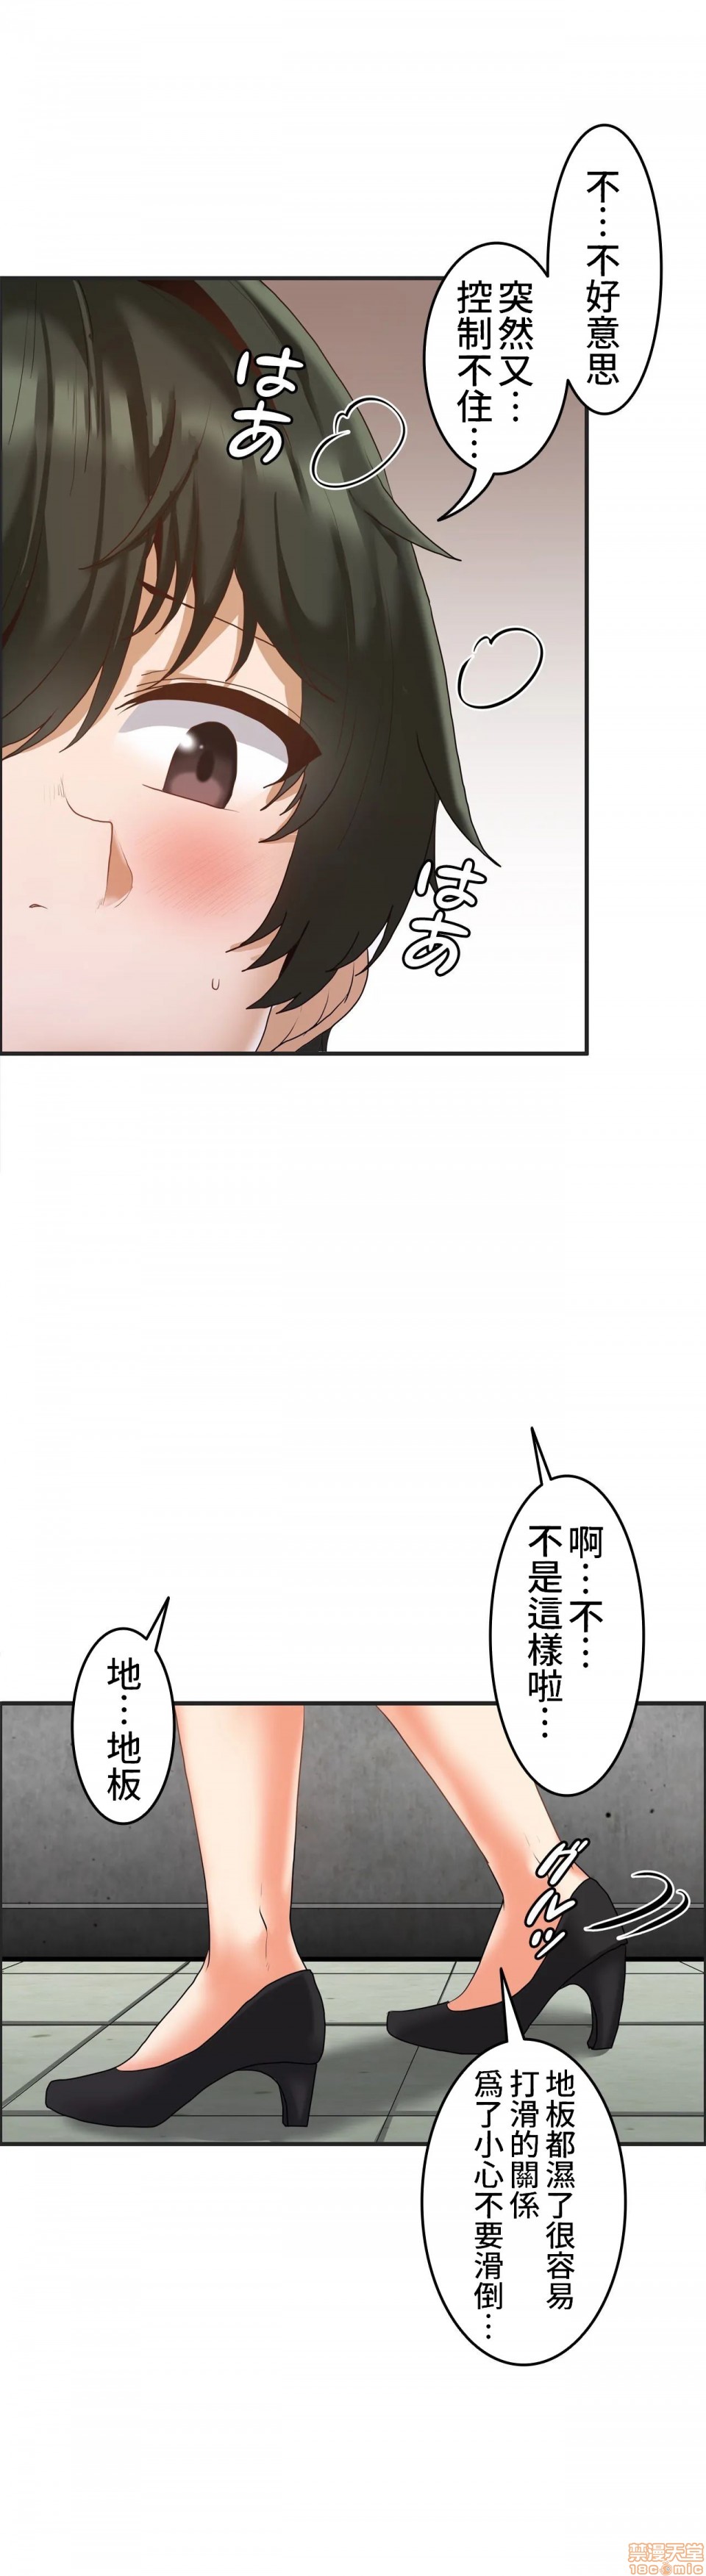 不…不好意思
突然又…
控制不住…
はあ
はあ
啊…不…
不是這樣啦…
地…地板
グルッ
地板都濕了很容易
打滑的關係
爲了小心不要滑倒…
禁漫天堂
18comic